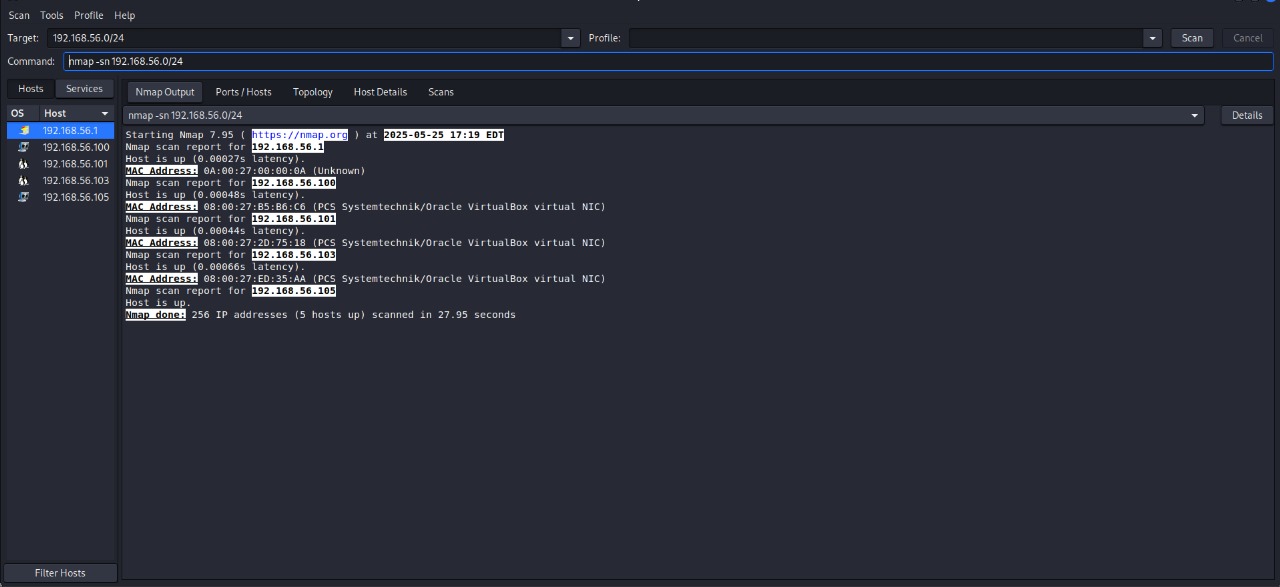 Scan Tools Profile Help
Target: 192.168.56.0/24 Profile: Scan Cancel
Command: nmap -sn 192.168.56.0/24
Hosts Services
OS Host
192.168.56.1
192.168.56.100
192.168.56.101
192.168.56.103
192.168.56.105
Filter Hosts
Nmap Output Ports / Hosts Topology Host Details Scans
nmap -sn 192.168.56.0/24 Details
Starting Nmap 7.95 ( https://nmap.org ) at 2025-05-25 17:19 EDT
Nmap scan report for 192.168.56.1
Host is up (0.00027s latency).
MAC Address: 0A:00:27:00:00:0A (Unknown)
Nmap scan report for 192.168.56.100
Host is up (0.00048s latency).
MAC Address: 08:00:27:B5:B6:C6 (PCS Systemtechnik/Oracle VirtualBox virtual NIC)
Nmap scan report for 192.168.56.101
Host is up (0.00044s latency).
MAC Address: 08:00:27:2D:75:18 (PCS Systemtechnik/Oracle VirtualBox virtual NIC)
Nmap scan report for 192.168.56.103
Host is up (0.00066s latency).
MAC Address: 08:00:27:ED:35:AA (PCS Systemtechnik/Oracle VirtualBox virtual NIC)
Nmap scan report for 192.168.56.105
Host is up.
Nmap done: 256 IP addresses (5 hosts up) scanned in 27.95 seconds